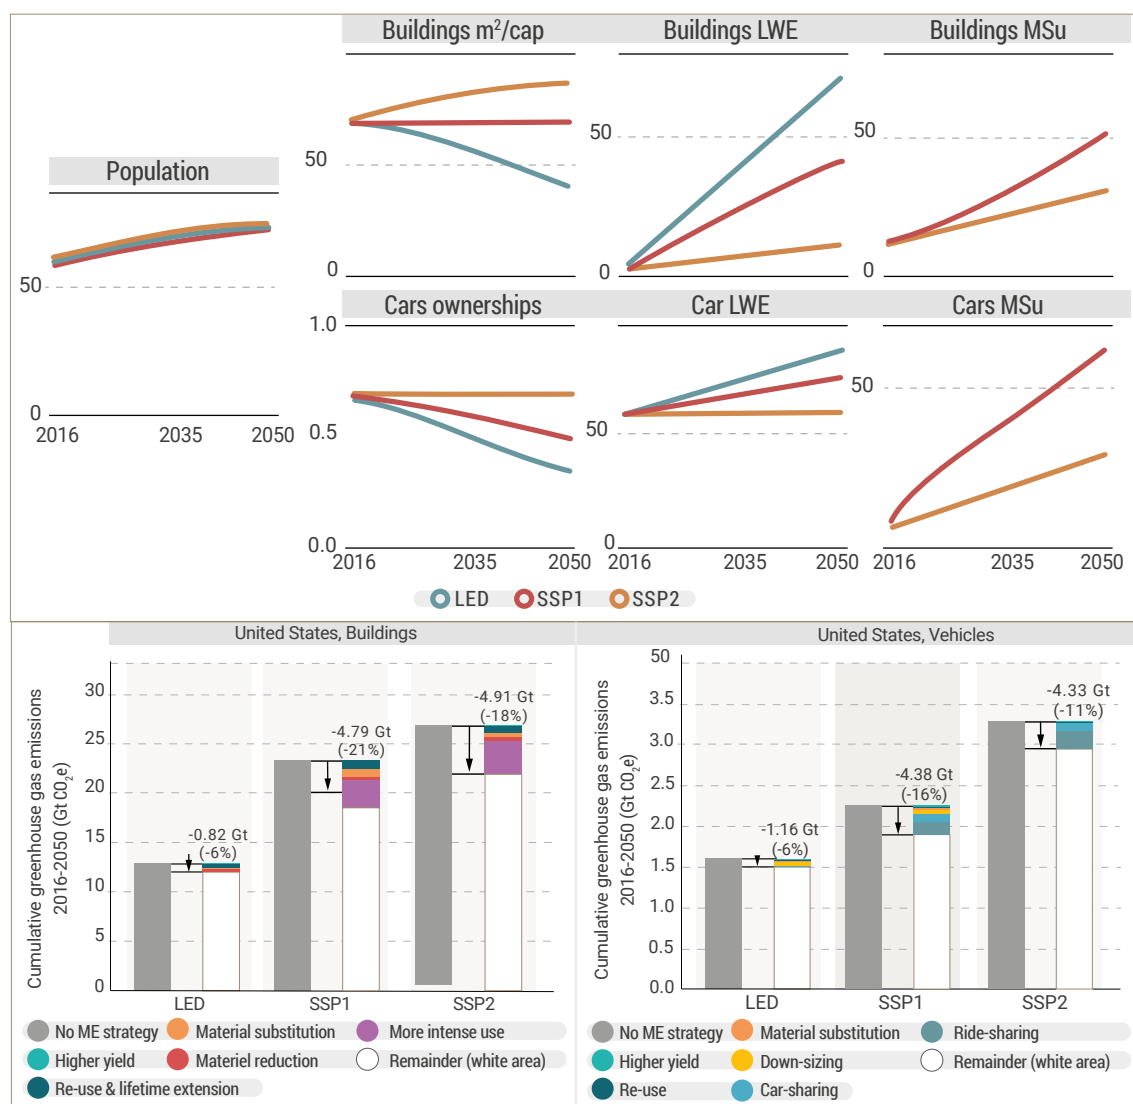 Buildings m²/cap
Buildings LWE
Buildings MSu
50
0
50
0
50
0
Population
50
0
2016
2035
2050
Cars ownerships
Car LWE
Cars MSu
1.0
0.5
0.0
2016
2035
2050
50
0
2016
2035
2050
50
2016
2035
2050
LED
SSP1
SSP2
United States, Buildings
Cumulative greenhouse gas emissions
2016-2050 (Gt CO₂e)
30
25
20
15
10
5
0
-0.82 Gt
(-6%)
-4.79 Gt
(-21%)
-4.91 Gt
(-18%)
LED
SSP1
SSP2
No ME strategy
Material substitution
More intense use
Higher yield
Materiel reduction
Remainder (white area)
Re-use & lifetime extension
United States, Vehicles
Cumulative greenhouse gas emissions
2016-2050 (Gt CO₂e)
50
3.5
3.0
2.5
2.0
1.5
1.0
0.5
0.0
-1.16 Gt
(-6%)
-4.38 Gt
(-16%)
-4.33 Gt
(-11%)
LED
SSP1
SSP2
No ME strategy
Material substitution
Ride-sharing
Higher yield
Down-sizing
Remainder (white area)
Re-use
Car-sharing